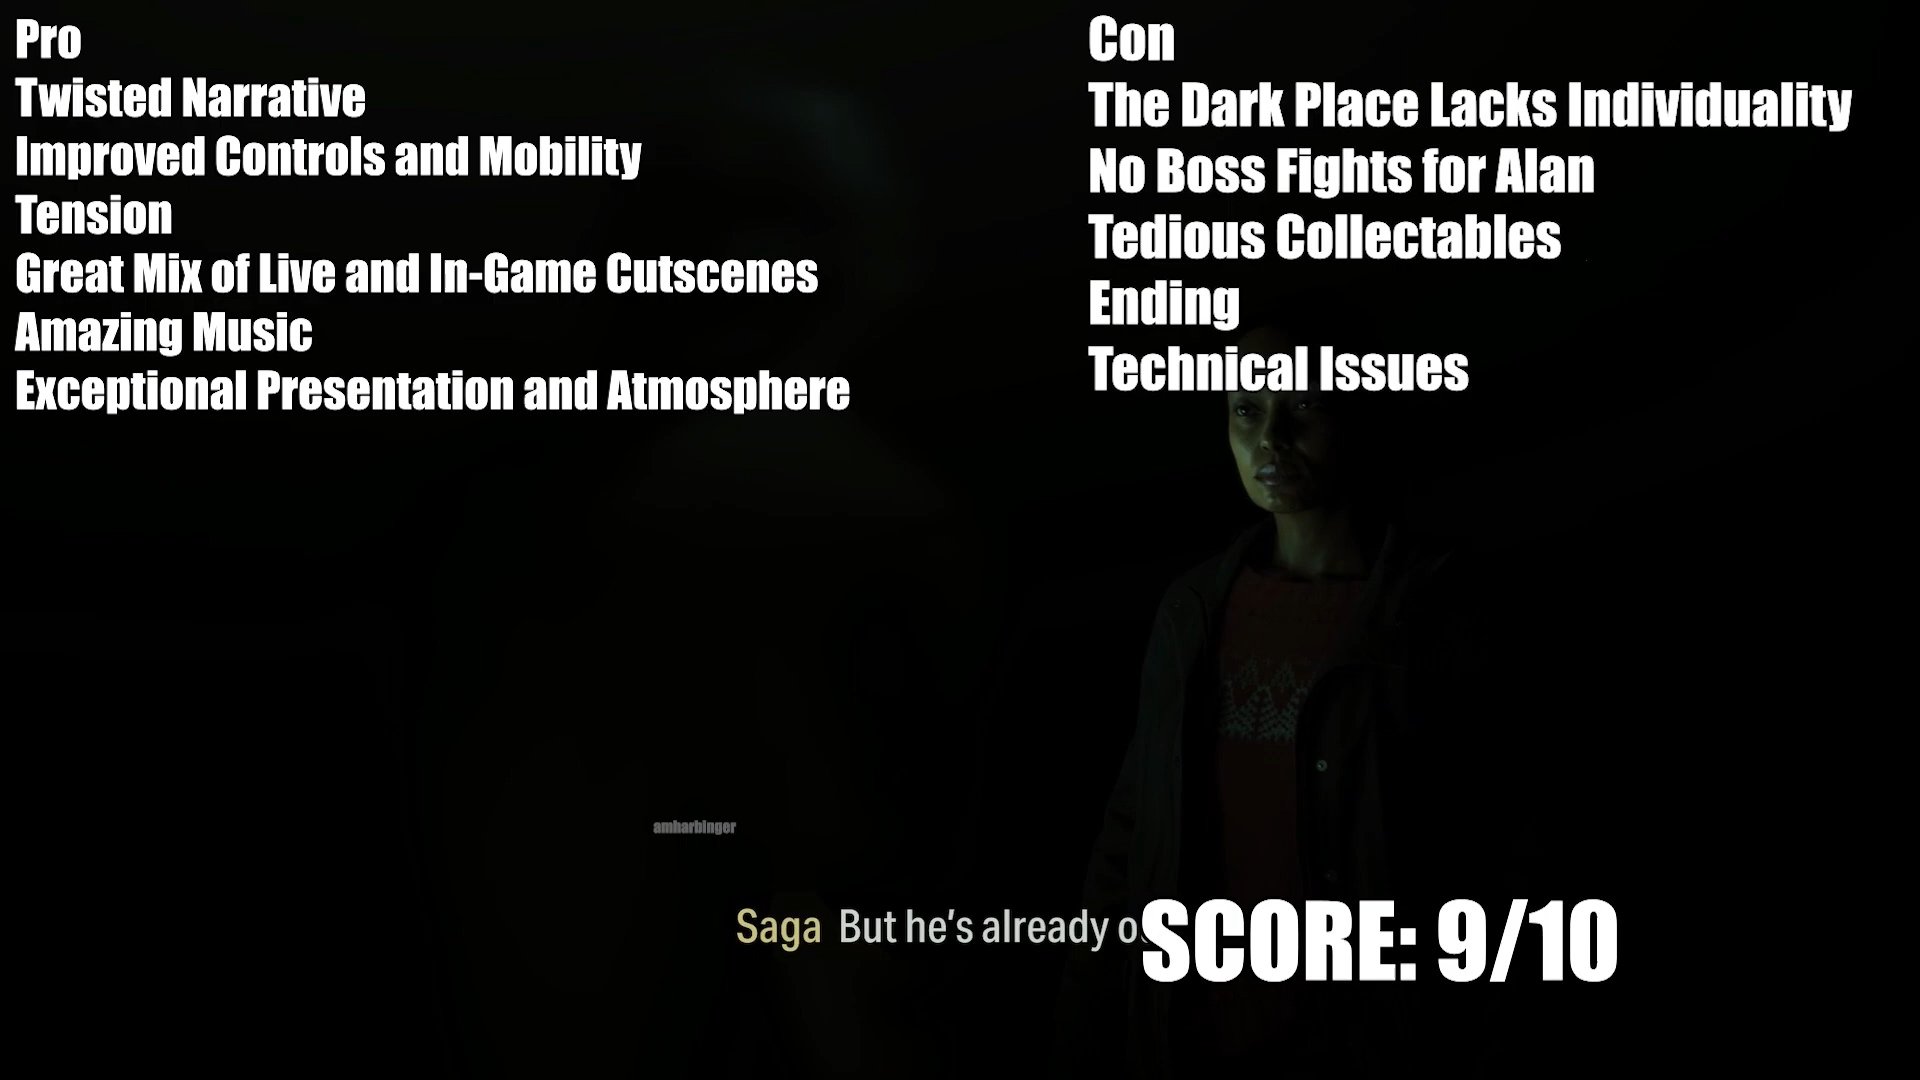 Pro
Twisted Narrative
Improved Controls and Mobility
Tension
Great Mix of Live and In-Game Cutscenes
Amazing Music
Exceptional Presentation and Atmosphere
Con
The Dark Place Lacks Individuality
No Boss Fights for Alan
Tedious Collectables
Ending
Technical Issues
amharbinger
Saga But he's already
SCORE: 9/10